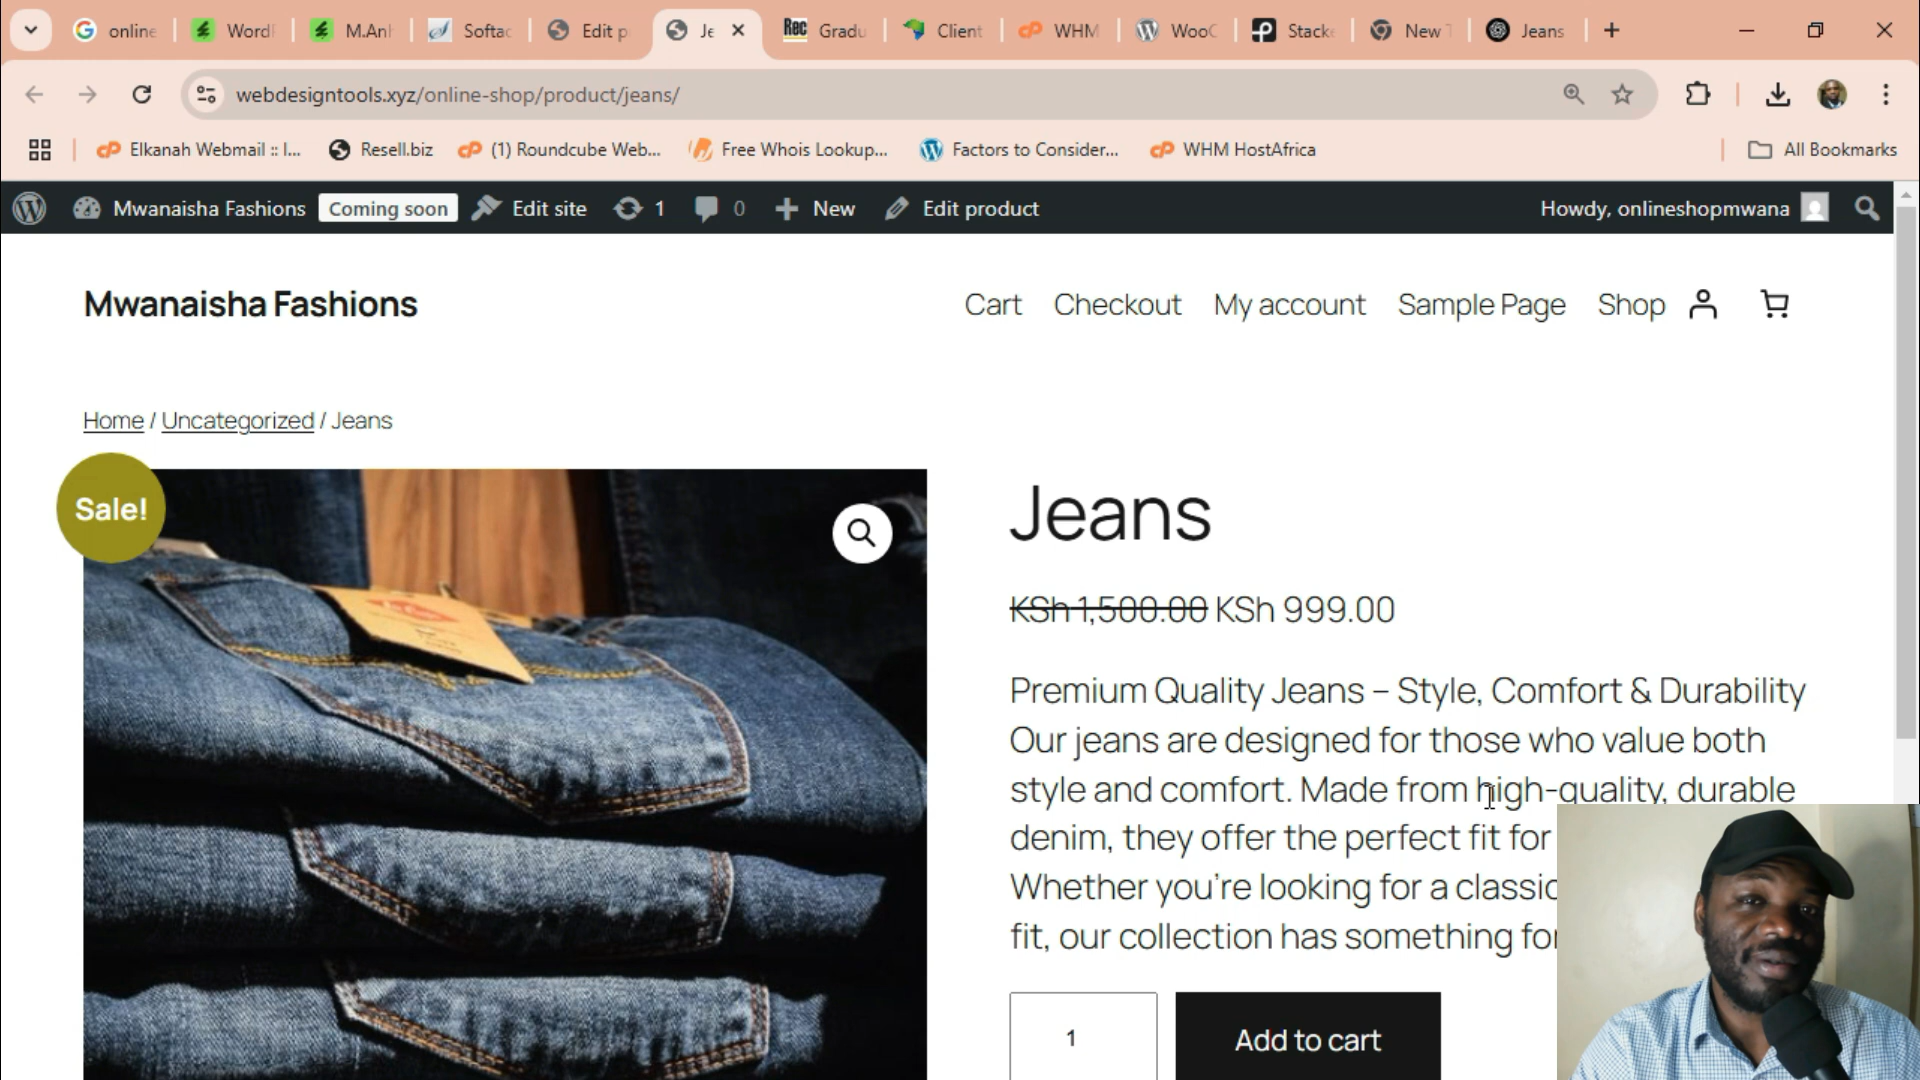 online
WordF
M.Anl
Softac
Edit p
Je
Rec
Gradu
Client
WHM
WooC
Stack
New T
Jeans
webdesigntools.xyz/online-shop/product/jeans/
Elkanah Webmail :: I...
Resell.biz
(1) Roundcube Web...
Free Whois Lookup...
Factors to Consider...
WHM HostAfrica
All Bookmarks
Mwanaisha Fashions
Coming soon
Edit site
1
0
New
Edit product
Howdy, onlineshopmwana
Mwanaisha Fashions
Cart
Checkout
My account
Sample Page
Shop
Home / Uncategorized / Jeans
Sale!
Jeans
KSh 1,500.00 KSh 999.00
Premium Quality Jeans – Style, Comfort & Durability
Our jeans are designed for those who value both
style and comfort. Made from high-quality, durable
denim, they offer the perfect fit for
Whether you're looking for a classic
fit, our collection has something for
1
Add to cart